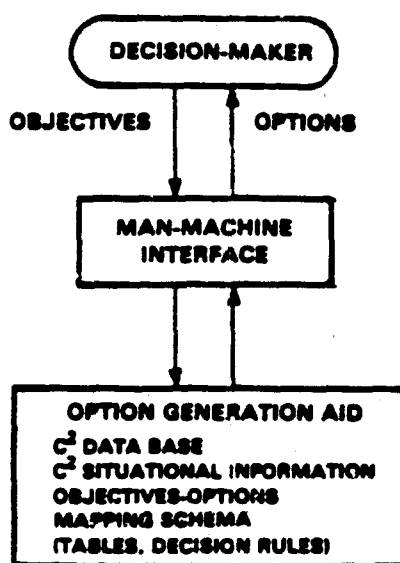 DECISION-MAKER
OBJECTIVES OPTIONS
MAN-MACHINE
INTERFACE
OPTION GENERATION AID
C² DATA BASE
C² SITUATIONAL INFORMATION
OBJECTIVES-OPTIONS
MAPPING SCHEMA
(TABLES, DECISION RULES)